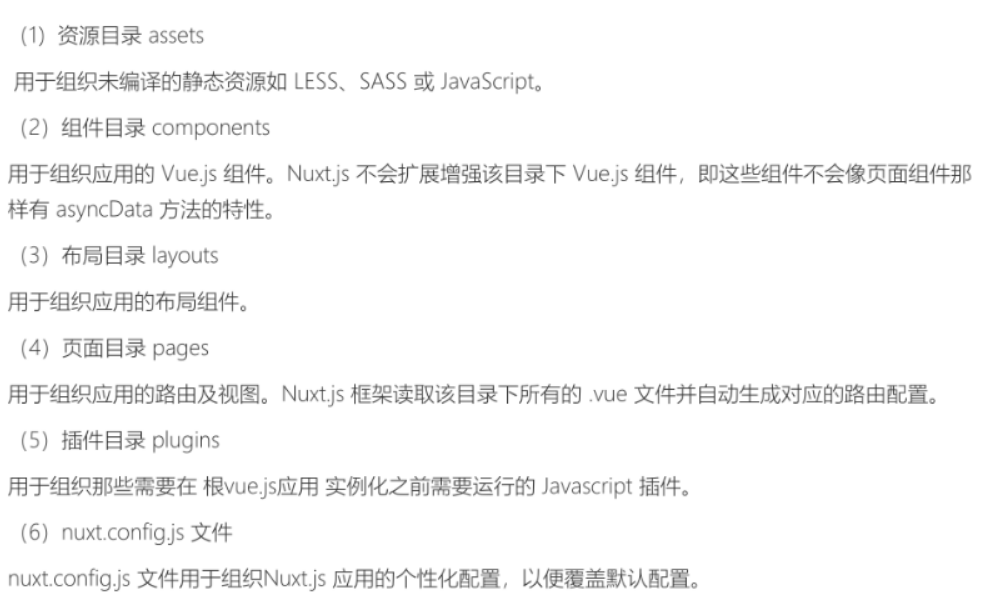 （1）资源目录 assets
用于组织未编译的静态资源如 LESS、SASS 或 JavaScript。
（2）组件目录 components
用于组织应用的 Vue.js 组件。Nuxt.js 不会扩展增强该目录下 Vue.js 组件，即这些组件不会像页面组件那
样有 asyncData 方法的特性。
（3）布局目录 layouts
用于组织应用的布局组件。
（4）页面目录 pages
用于组织应用的路由及视图。Nuxt.js 框架读取该目录下所有的 .vue 文件并自动生成对应的路由配置。
（5）插件目录 plugins
用于组织那些需要在 根vue.js应用 实例化之前需要运行的 Javascript 插件。
（6）nuxt.config.js 文件
nuxt.config.js 文件用于组织Nuxt.js 应用的个性化配置，以便覆盖默认配置。